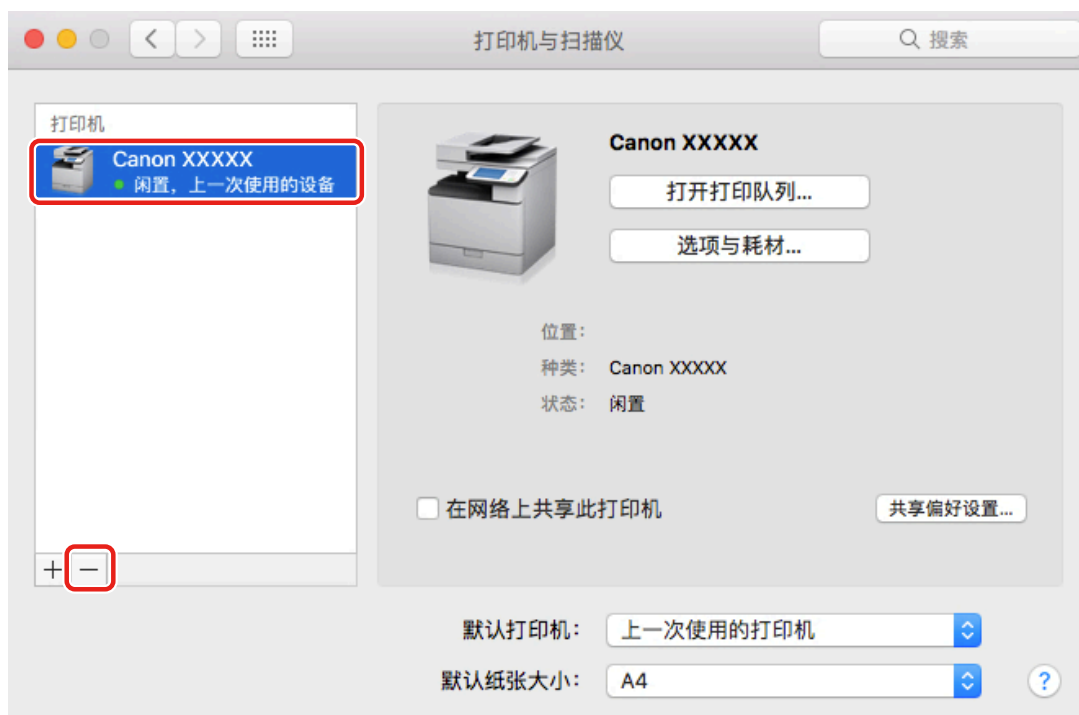 打印机与扫描仪
搜索
打印机
Canon XXXXX
闲置，上一次使用的设备
Canon XXXXX
打开打印队列...
选项与耗材...
位置：
种类： Canon XXXXX
状态： 闲置
在网络上共享此打印机
共享偏好设置...
+ −
默认打印机： 上一次使用的打印机
默认纸张大小： A4
?